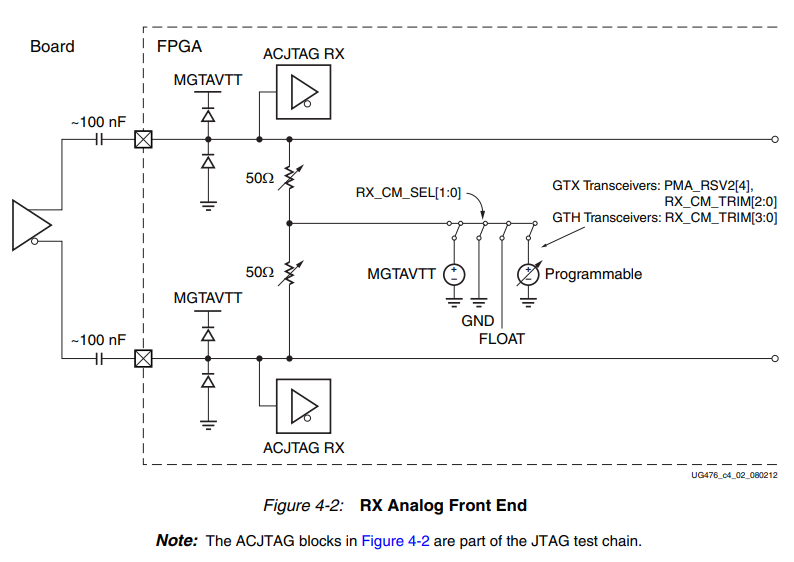 Board
FPGA
ACJTAG RX
MGTAVTT
~100 nF
50Ω
RX_CM_SEL[1:0]
GTX Transceivers: PMA_RSV2[4],
RX_CM_TRIM[2:0]
GTH Transceivers: RX_CM_TRIM[3:0]
50Ω
MGTAVTT
+
−
+
−
Programmable
MGTAVTT
GND
FLOAT
~100 nF
ACJTAG RX
UG476_c4_02_080212
Figure 4-2: RX Analog Front End
Note: The ACJTAG blocks in Figure 4-2 are part of the JTAG test chain.